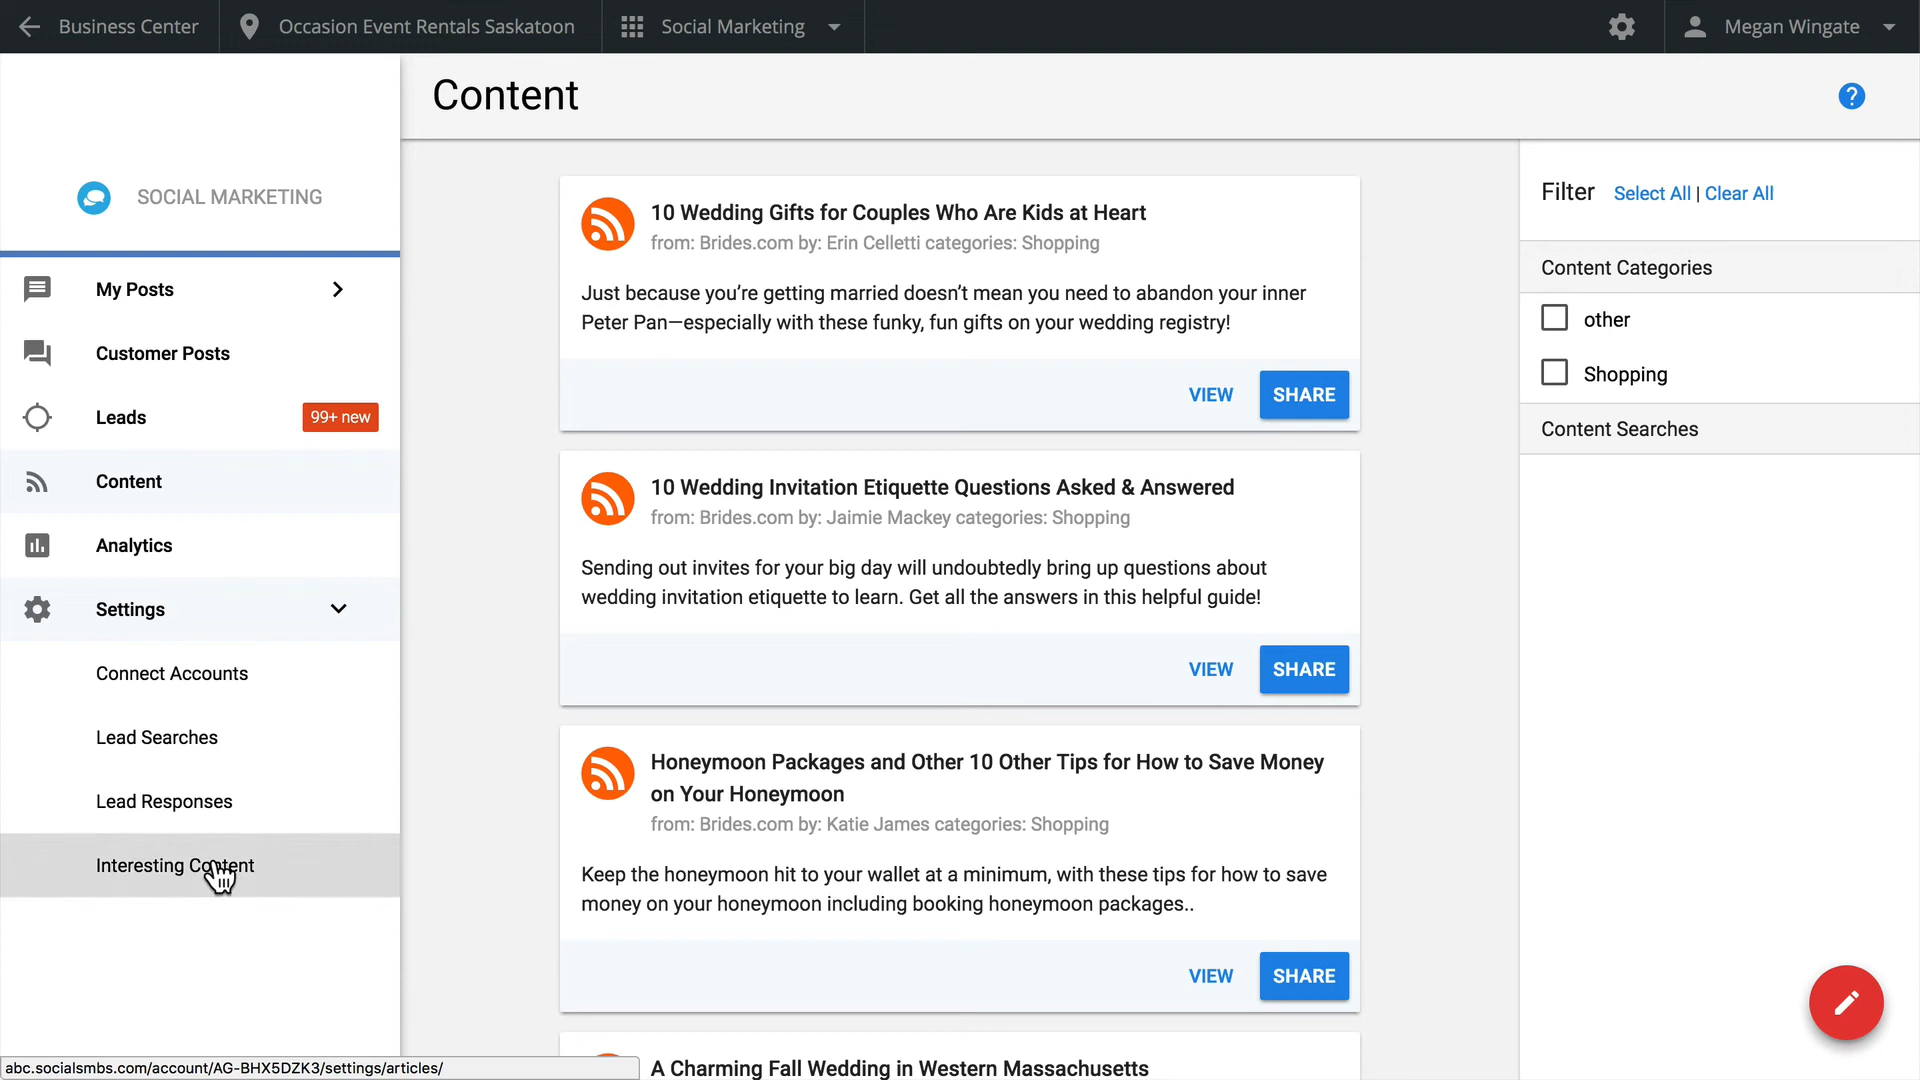 Business Center
Occasion Event Rentals Saskatoon
Social Marketing
Megan Wingate
SOCIAL MARKETING
My Posts
Customer Posts
Leads
99+ new
Content
Analytics
Settings
Connect Accounts
Lead Searches
Lead Responses
Interesting Content
abc.socialsmbs.com/account/AG-BHX5DZK3/settings/articles/
Content
?
10 Wedding Gifts for Couples Who Are Kids at Heart
from: Brides.com by: Erin Celletti categories: Shopping
Just because you’re getting married doesn’t mean you need to abandon your inner
Peter Pan—especially with these funky, fun gifts on your wedding registry!
VIEW
SHARE
10 Wedding Invitation Etiquette Questions Asked & Answered
from: Brides.com by: Jaimie Mackey categories: Shopping
Sending out invites for your big day will undoubtedly bring up questions about
wedding invitation etiquette to learn. Get all the answers in this helpful guide!
VIEW
SHARE
Honeymoon Packages and Other 10 Other Tips for How to Save Money
on Your Honeymoon
from: Brides.com by: Katie James categories: Shopping
Keep the honeymoon hit to your wallet at a minimum, with these tips for how to save
money on your honeymoon including booking honeymoon packages..
VIEW
SHARE
A Charming Fall Wedding in Western Massachusetts
Filter
Select All | Clear All
Content Categories
other
Shopping
Content Searches